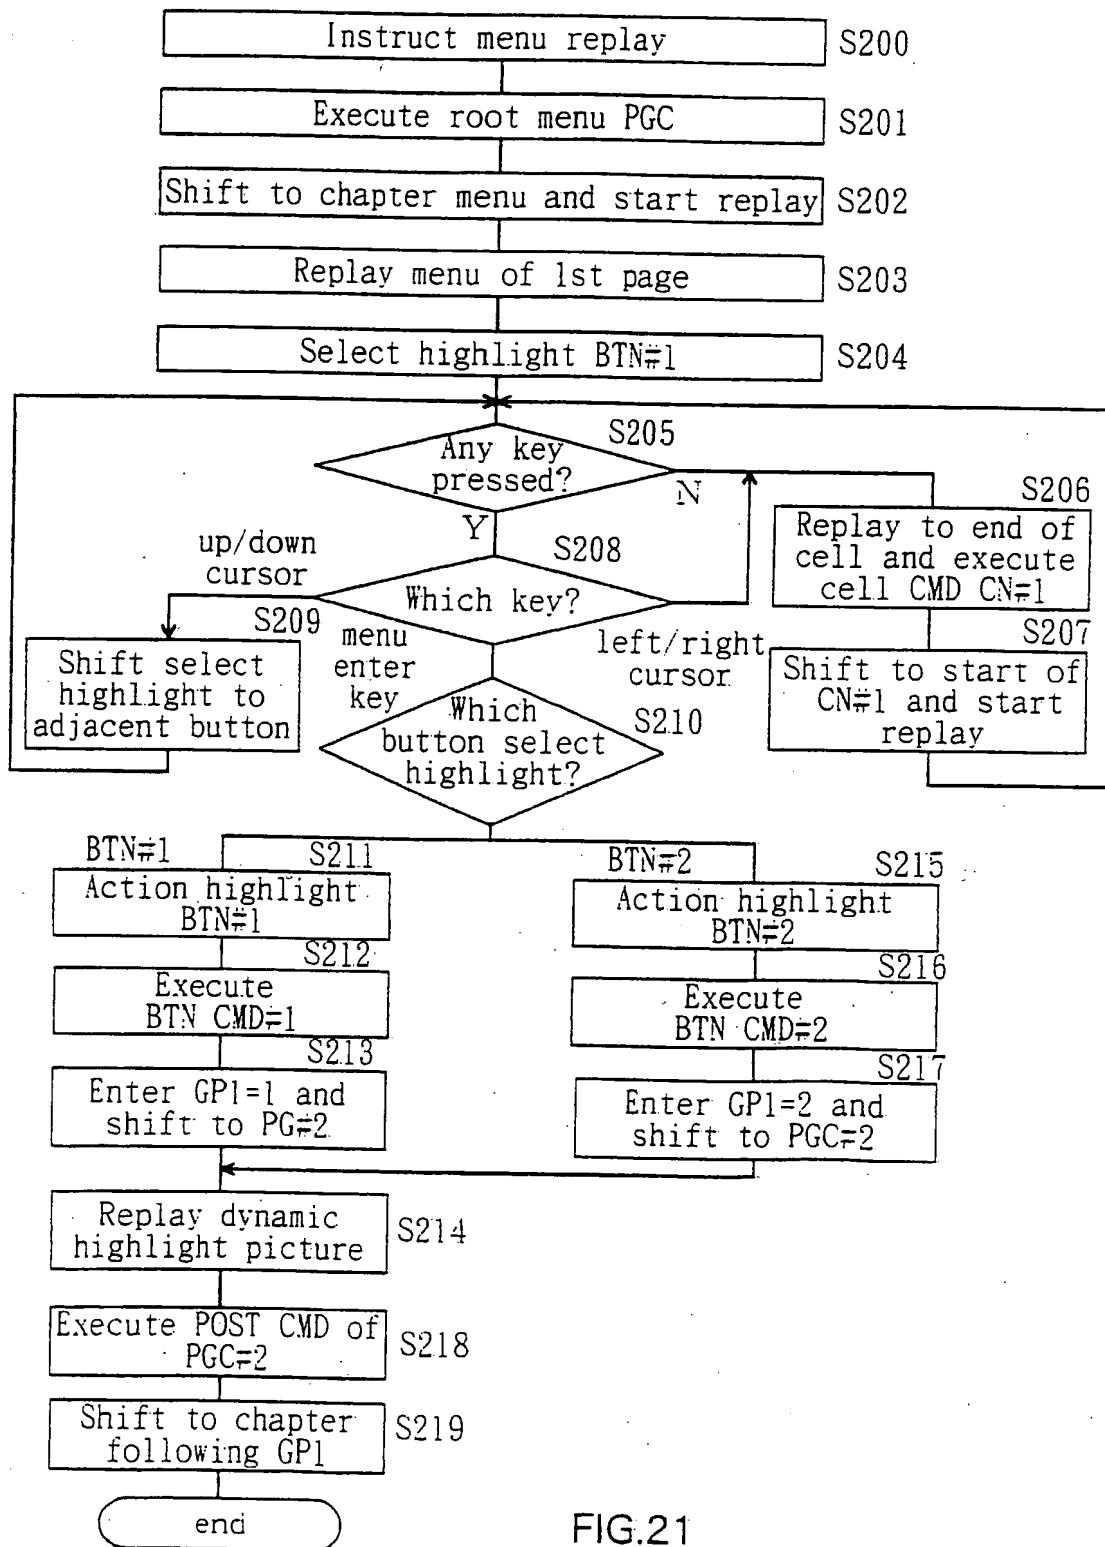 Instruct menu replay
S200
Execute root menu PGC
S201
Shift to chapter menu and start replay
S202
Replay menu of 1st page
S203
Select highlight BTN#1
S204
S205
Any key
pressed?
N
Y
S206
Replay to end of
cell and execute
cell CMD CN#1
up/down
cursor
S208
Which key?
S207
Shift to start of
CN#1 and start
replay
S209
Shift select
highlight to
adjacent button
menu
enter
key
left/right
cursor
S210
Which
button select
highlight?
BTN#1
S211
Action highlight
BTN#1
S212
Execute
BTN CMD#1
S213
Enter GP1=1 and
shift to PG#2
BTN#2
S215
Action highlight
BTN#2
S216
Execute
BTN CMD#2
S217
Enter GP1=2 and
shift to PGC#2
Replay dynamic
highlight picture
S214
Execute POST CMD of
PGC#2
S218
Shift to chapter
following GP1
S219
end
FIG.21